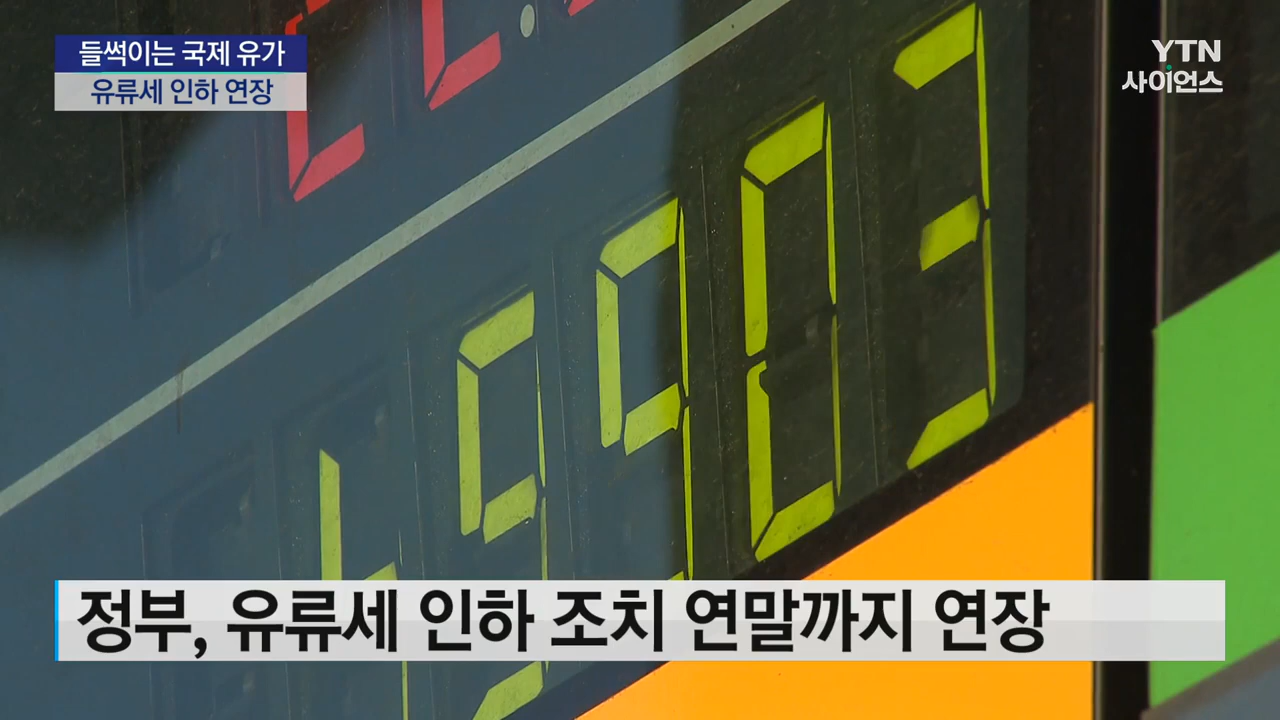 들썩이는 국제 유가
유류세 인하 연장
YTN
사이언스
9903
정부, 유류세 인하 조치 연말까지 연장